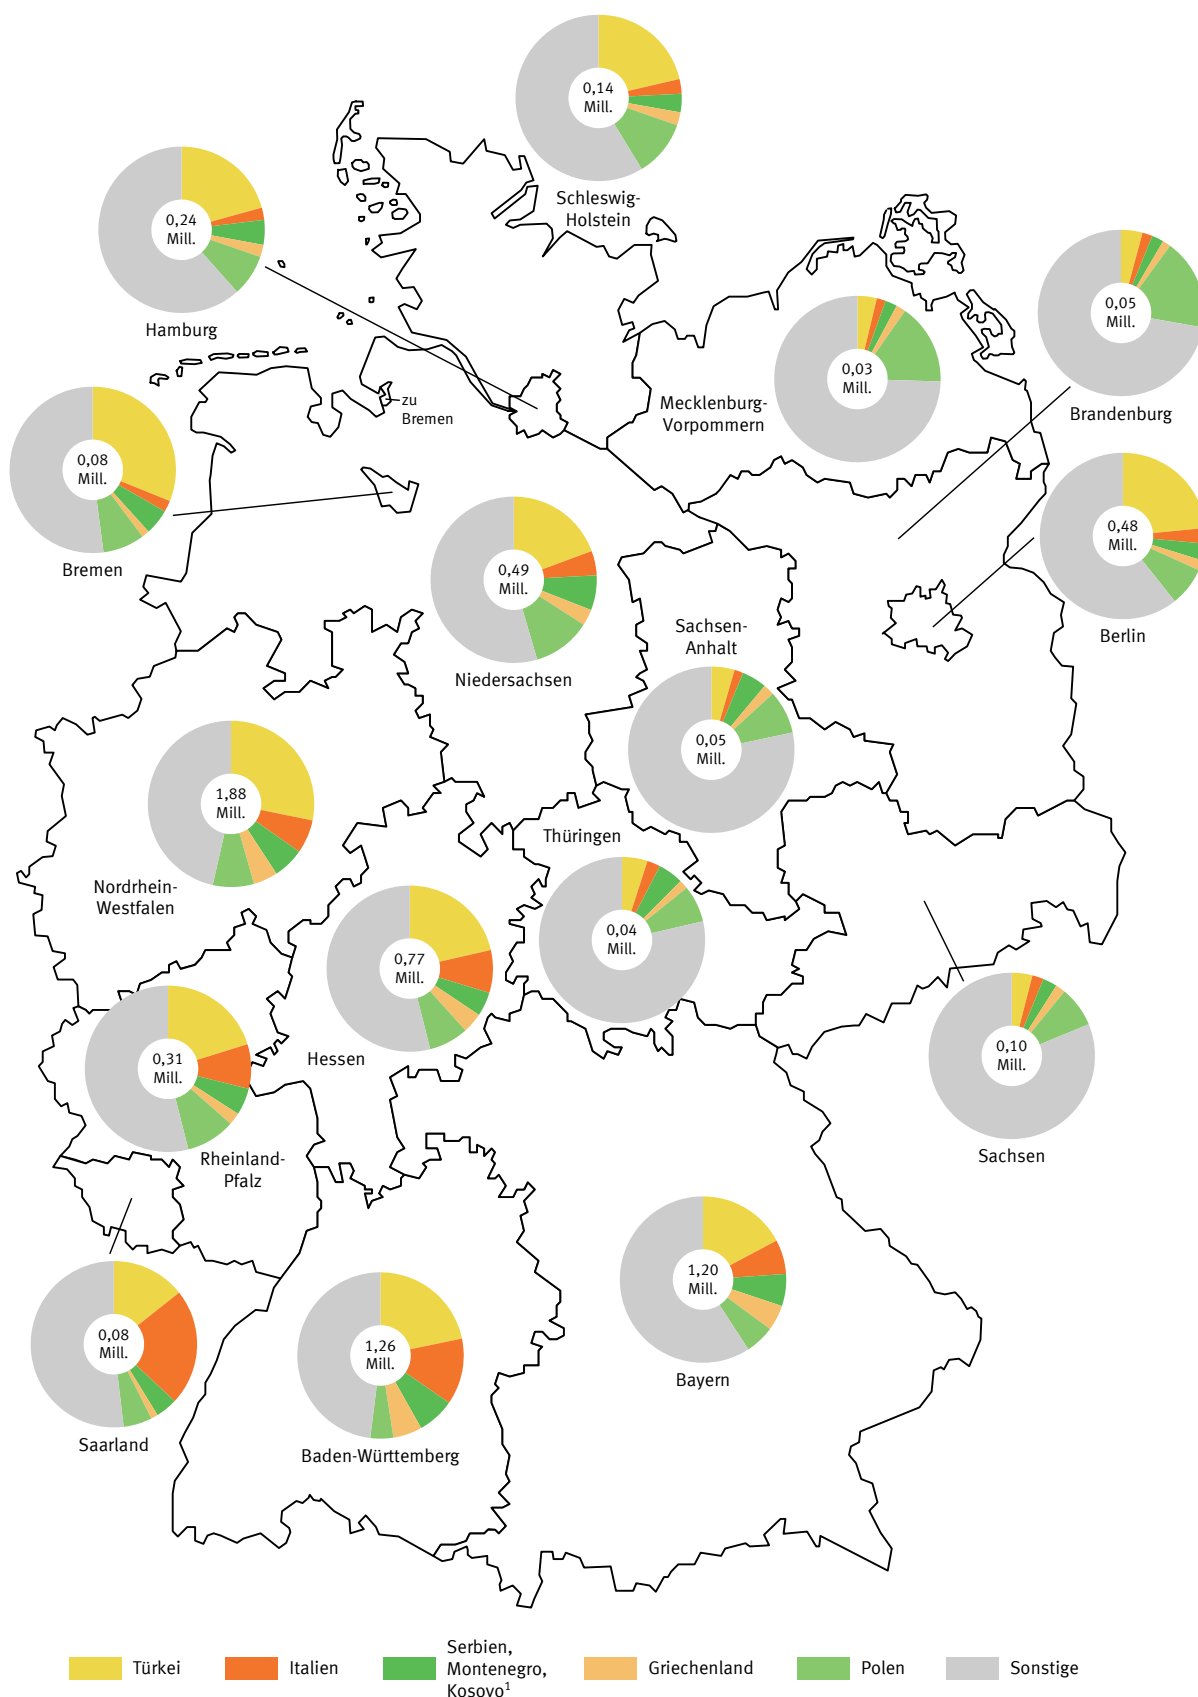 0,14
Mill.
Schleswig-
Holstein
0,24
Mill.
Hamburg
0,05
Mill.
Brandenburg
0,03
Mill.
Mecklenburg-
Vorpommern
zu
Bremen
0,08
Mill.
Bremen
0,48
Mill.
Berlin
0,49
Mill.
Niedersachsen
Sachsen-
Anhalt
0,05
Mill.
1,88
Mill.
Nordrhein-
Westfalen
Thüringen
0,04
Mill.
0,77
Mill.
Hessen
0,31
Mill.
Rheinland-
Pfalz
0,10
Mill.
Sachsen
0,08
Mill.
Saarland
1,26
Mill.
Baden-Württemberg
1,20
Mill.
Bayern
Türkei
Italien
Serbien,
Montenegro,
Kosovo¹
Griechenland
Polen
Sonstige